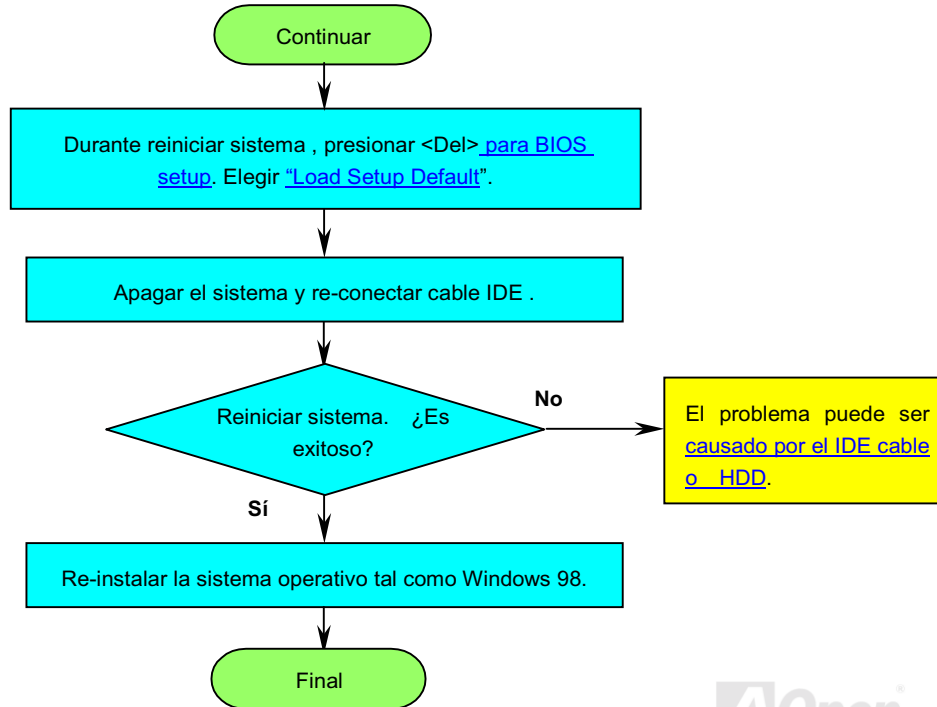 Continuar
Durante reiniciar sistema , presionar <Del> para BIOS
setup. Elegir “Load Setup Default”.
Apagar el sistema y re-conectar cable IDE .
Reiniciar sistema. ¿Es
exitoso?
No
El problema puede ser
causado por el IDE cable
o HDD.
Sí
Re-instalar la sistema operativo tal como Windows 98.
Final